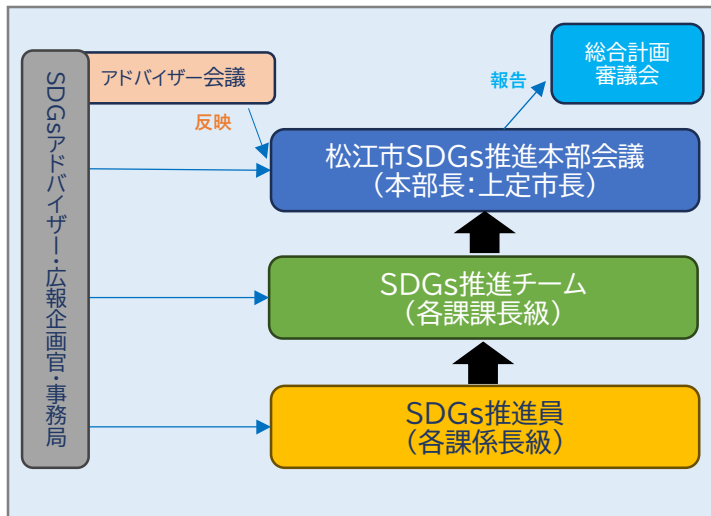 SDGsアドバイザー・広報企画官・事務局
アドバイザー会議
総合計画
審議会
反映
報告
松江市SDGs推進本部会議
（本部長：上定市長）
SDGs推進チーム
（各課課長級）
SDGs推進員
（各課係長級）